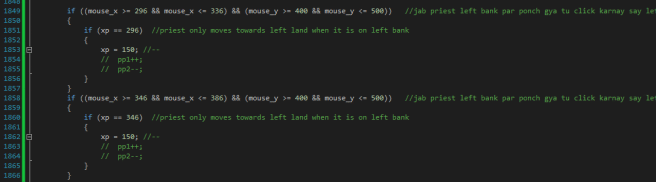 1848
1849 if ((mouse_x >= 296 && mouse_x <= 336) && (mouse_y >= 400 && mouse_y <= 500)) //jab priest left bank par ponch gya tu click karnay say let
1850 {
1851 if (xp == 296) //priest only moves towards left land when it is on left bank
1852 {
1853 xp = 150; //--
1854 // pp1++;
1855 // pp2--;
1856 }
1857 }
1858 if ((mouse_x >= 346 && mouse_x <= 386) && (mouse_y >= 400 && mouse_y <= 500)) //jab priest left bank par ponch gya tu click karnay say let
1859 {
1860 if (xp == 346) //priest only moves towards left land when it is on left bank
1861 {
1862 xp = 150; //--
1863 // pp1++;
1864 // pp2--;
1865 }
1866 }